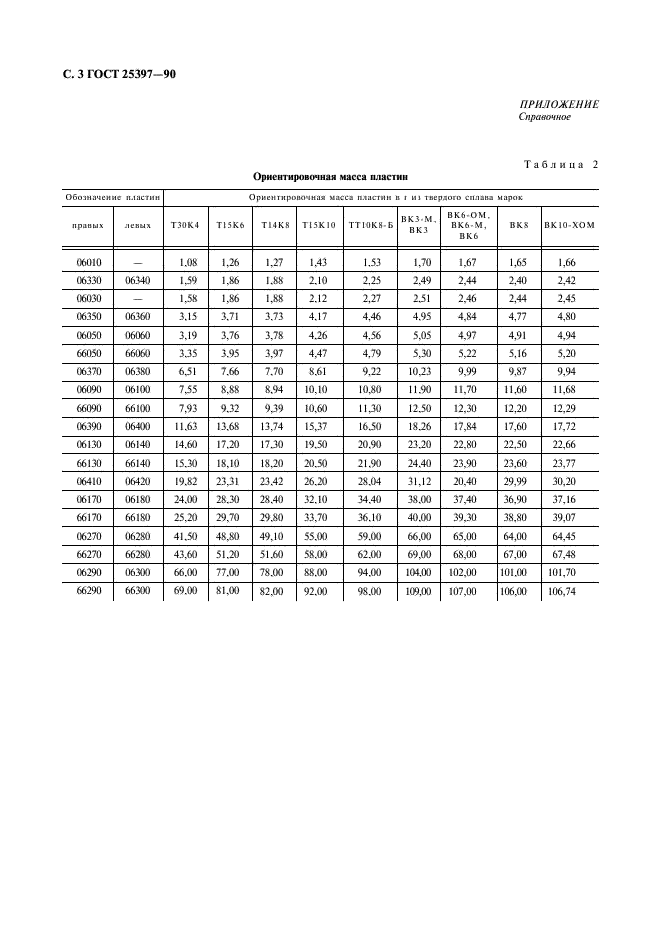 С. 3 ГОСТ 25397—90
ПРИЛОЖЕНИЕ
Справочное
Таблица 2
Ориентировочная масса пластин
Обозначение пластин Ориентировочная масса пластин в г из твердого сплава марок
правых левых Т30К4 Т15К6 Т14К8 Т15К10 ТТ10К8-Б ВК3-М, ВК3 ВК6-ОМ, ВК6-М, ВК6 ВК8 ВК10-ХОМ
06010 — 1,08 1,26 1,27 1,43 1,53 1,70 1,67 1,65 1,66
06330 06340 1,59 1,86 1,88 2,10 2,25 2,49 2,44 2,40 2,42
06030 — 1,58 1,86 1,88 2,12 2,27 2,51 2,46 2,44 2,45
06350 06360 3,15 3,71 3,73 4,17 4,46 4,95 4,84 4,77 4,80
06050 06060 3,19 3,76 3,78 4,26 4,56 5,05 4,97 4,91 4,94
66050 66060 3,35 3,95 3,97 4,47 4,79 5,30 5,22 5,16 5,20
06370 06380 6,51 7,66 7,70 8,61 9,22 10,23 9,99 9,87 9,94
06090 06100 7,55 8,88 8,94 10,10 10,80 11,90 11,70 11,60 11,68
66090 66100 7,93 9,32 9,39 10,60 11,30 12,50 12,30 12,20 12,29
06390 06400 11,63 13,68 13,74 15,37 16,50 18,26 17,84 17,60 17,72
06130 06140 14,60 17,20 17,30 19,50 20,90 23,20 22,80 22,50 22,66
66130 66140 15,30 18,10 18,20 20,50 21,90 24,40 23,90 23,60 23,77
06410 06420 19,82 23,31 23,42 26,20 28,04 31,12 20,40 29,99 30,20
06170 06180 24,00 28,30 28,40 32,10 34,40 38,00 37,40 36,90 37,16
66170 66180 25,20 29,70 29,80 33,70 36,10 40,00 39,30 38,80 39,07
06270 06280 41,50 48,80 49,10 55,00 59,00 66,00 65,00 64,00 64,45
66270 66280 43,60 51,20 51,60 58,00 62,00 69,00 68,00 67,00 67,48
06290 06300 66,00 77,00 78,00 88,00 94,00 104,00 102,00 101,00 101,70
66290 66300 69,00 81,00 82,00 92,00 98,00 109,00 107,00 106,00 106,74